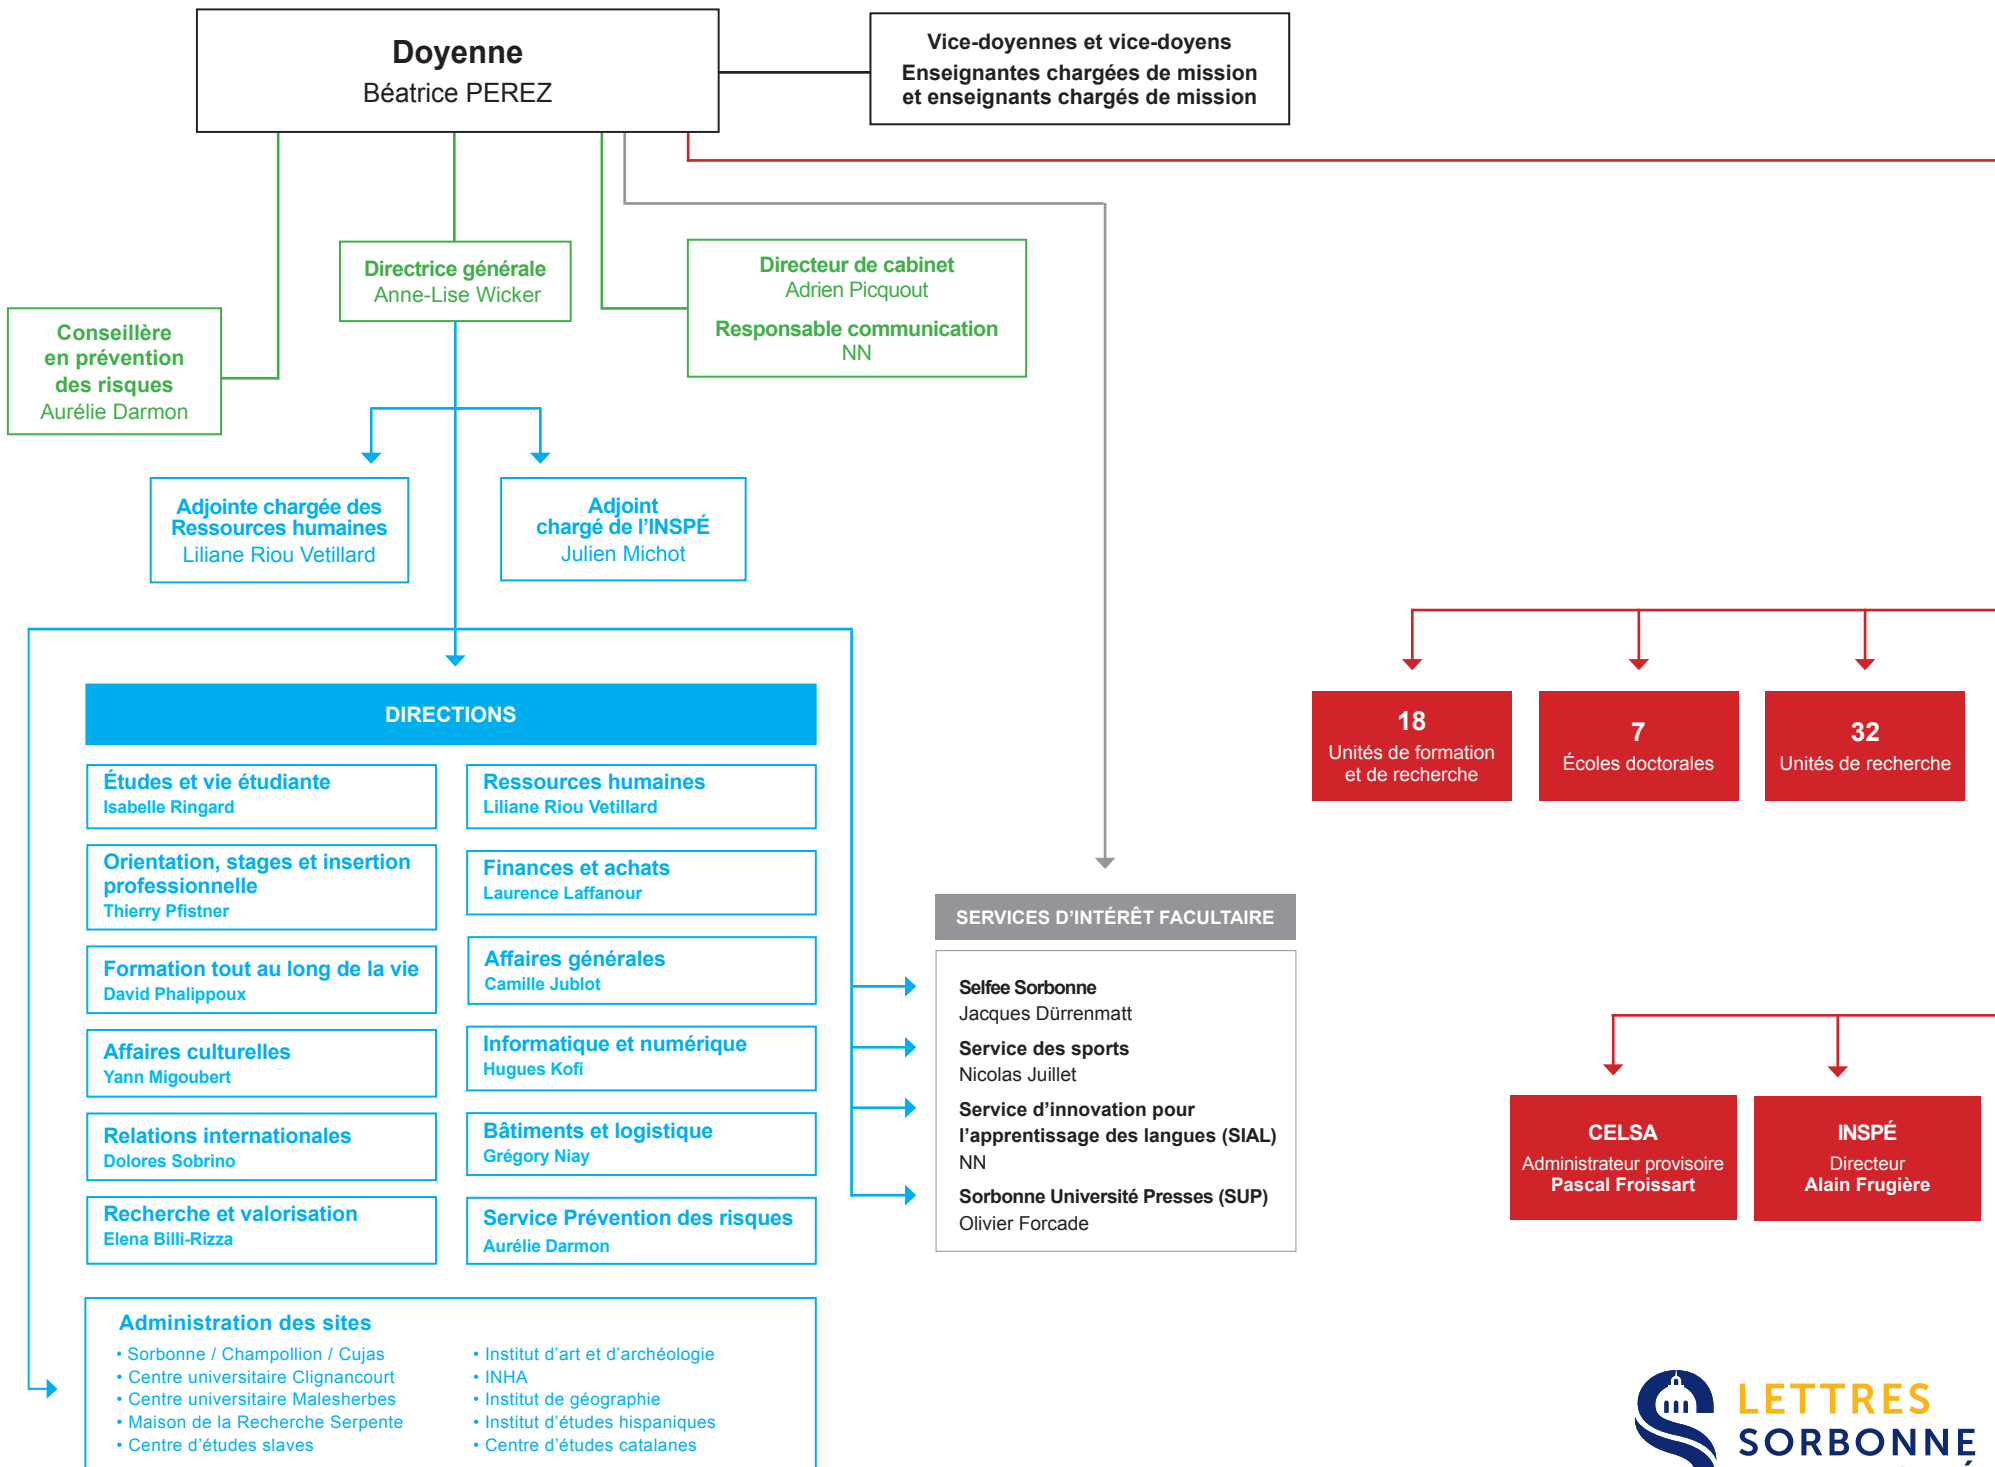 Doyenne
Béatrice PEREZ
Vice-doyennes et vice-doyens
Enseignantes chargées de mission
et enseignants chargés de mission
Directrice générale
Anne-Lise Wicker
Directeur de cabinet
Adrien Picquout
Responsable communication
NN
Conseillère
en prévention
des risques
Aurélie Darmon
Adjointe chargée des
Ressources humaines
Liliane Riou Vetillard
Adjoint
chargé de l'INSPÉ
Julien Michot
DIRECTIONS
Études et vie étudiante
Isabelle Ringard
Orientation, stages et insertion
professionnelle
Thierry Pfistner
Formation tout au long de la vie
David Phalippoux
Affaires culturelles
Yann Migoubert
Relations internationales
Dolores Sobrino
Recherche et valorisation
Elena Billi-Rizza
Ressources humaines
Liliane Riou Vetillard
Finances et achats
Laurence Laffanour
Affaires générales
Camille Jublot
Informatique et numérique
Hugues Kofi
Bâtiments et logistique
Grégory Niay
Service Prévention des risques
Aurélie Darmon
Administration des sites
• Sorbonne / Champollion / Cujas
• Centre universitaire Clignancourt
• Centre universitaire Malesherbes
• Maison de la Recherche Serpente
• Centre d'études slaves
• Institut d'art et d'archéologie
• INHA
• Institut de géographie
• Institut d'études hispaniques
• Centre d'études catalanes
SERVICES D'INTÉRÊT FACULTAIRE
Selfee Sorbonne
Jacques Dürrenmatt
Service des sports
Nicolas Juillet
Service d'innovation pour
l'apprentissage des langues (SIAL)
NN
Sorbonne Université Presses (SUP)
Olivier Forcade
18
Unités de formation
et de recherche
7
Écoles doctorales
32
Unités de recherche
CELSA
Administrateur provisoire
Pascal Froissart
INSPÉ
Directeur
Alain Frugière
LETTRES
SORBONNE